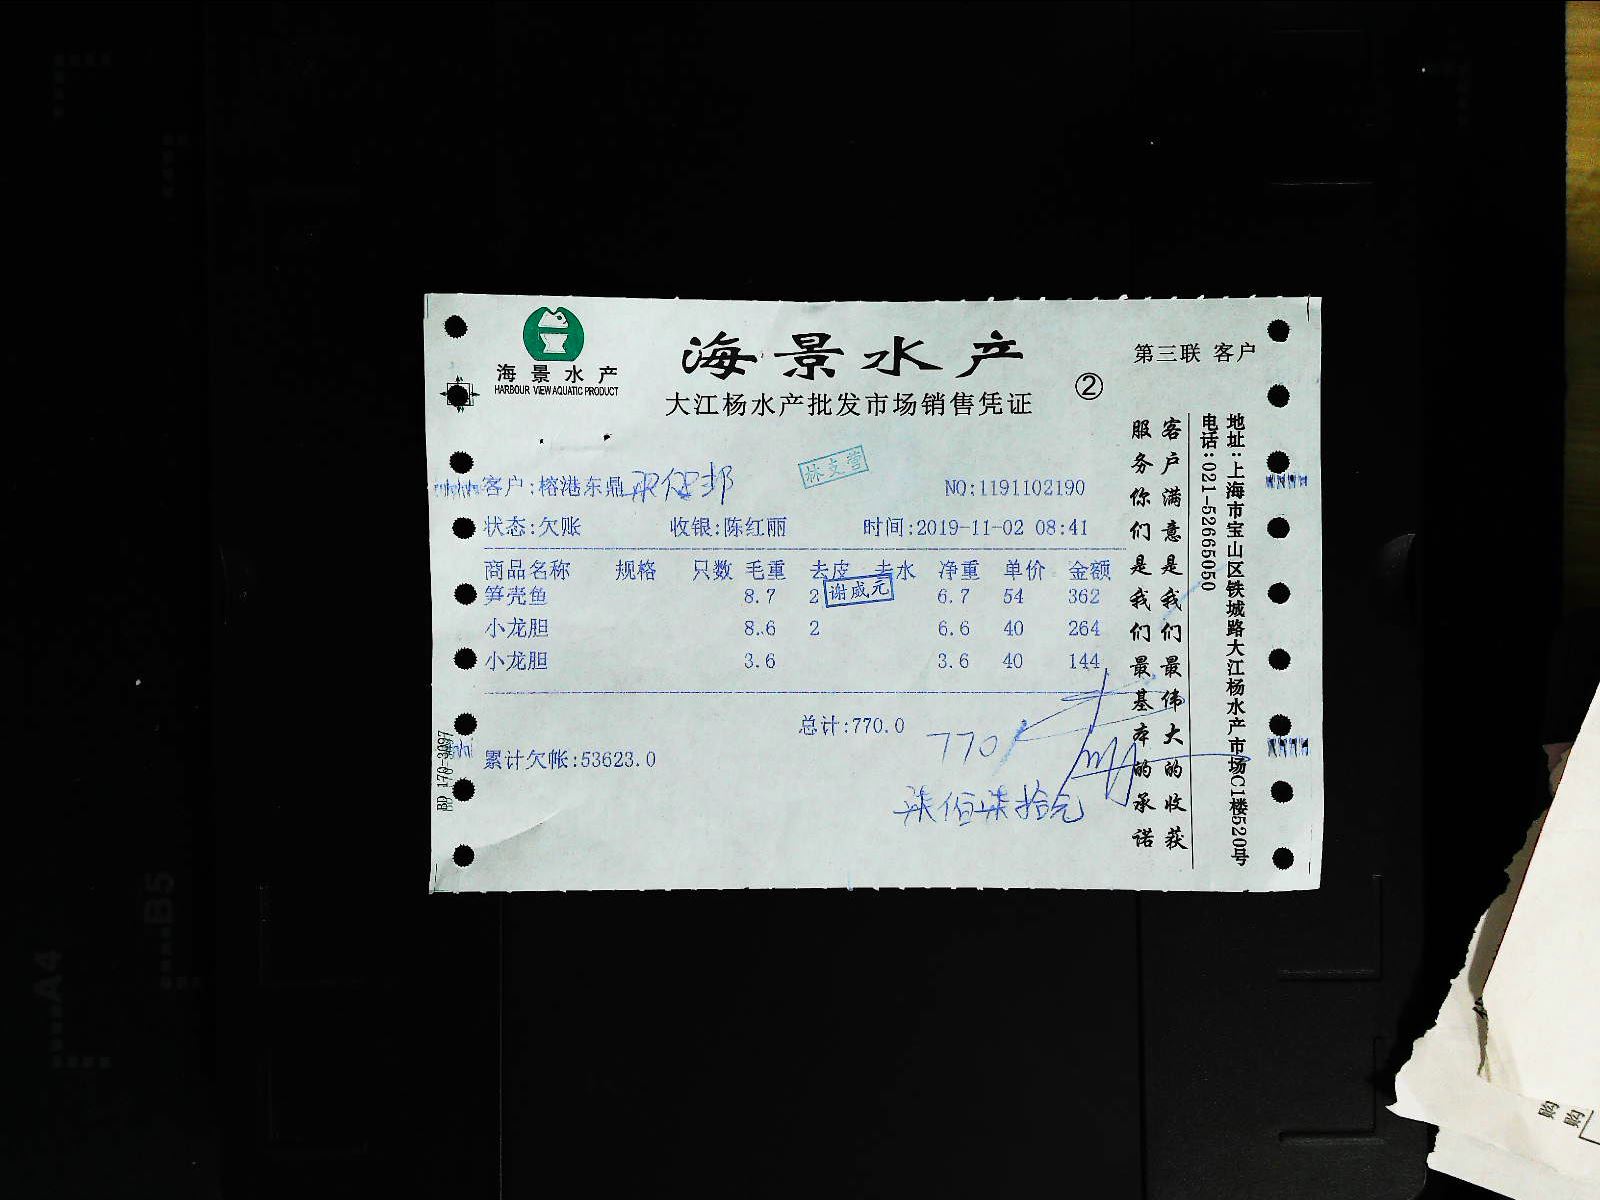 海景水产
HARBOUR VIEW AQUATIC PRODUCT
海景水产
大江杨水产批发市场销售凭证
②
第三联 客户
林支营
客户:榕港东鼎
NO:1191102190
状态:欠账 收银:陈红丽 时间:2019-11-02 08:41
商品名称 规格 只数 毛重 去皮 去水 净重 单价 金额
笋壳鱼 8.7 2 6.7 54 362
谢咸元
小龙胆 8.6 2 6.6 40 264
小龙胆 3.6 3.6 40 144
总计:770.0
770
累计欠帐:53623.0
柒佰柒拾元
客户满意是我们最伟大的收获
服务你们是我们最基本的承诺
地址:上海市宝山区铁城路大江杨水产市场C1楼520号
电话:021-52665050
BD 170-3097
A4
B5
购
购